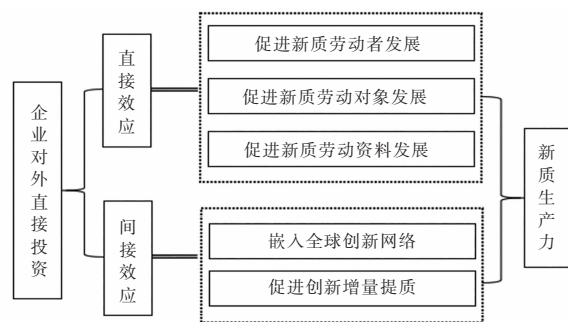 企业对外直接投资
直接效应
促进新质劳动者发展
促进新质劳动对象发展
促进新质劳动资料发展
间接效应
嵌入全球创新网络
促进创新增量提质
新质生产力